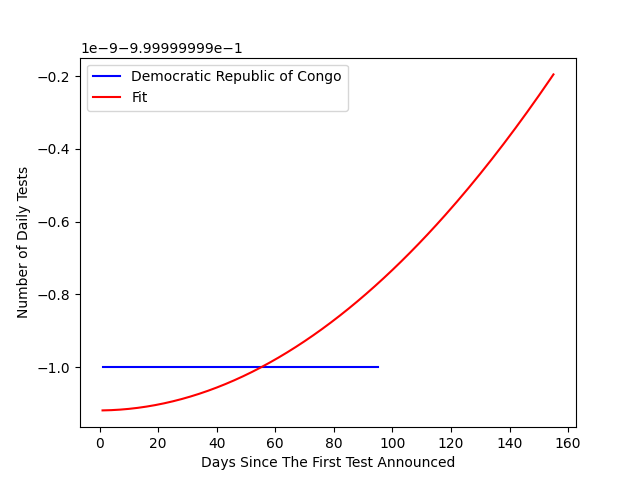 1e−9−9.99999999e−1
Democratic Republic of Congo
Fit
−0.2
−0.4
−0.6
−0.8
−1.0
Number of Daily Tests
0 20 40 60 80 100 120 140 160
Days Since The First Test Announced